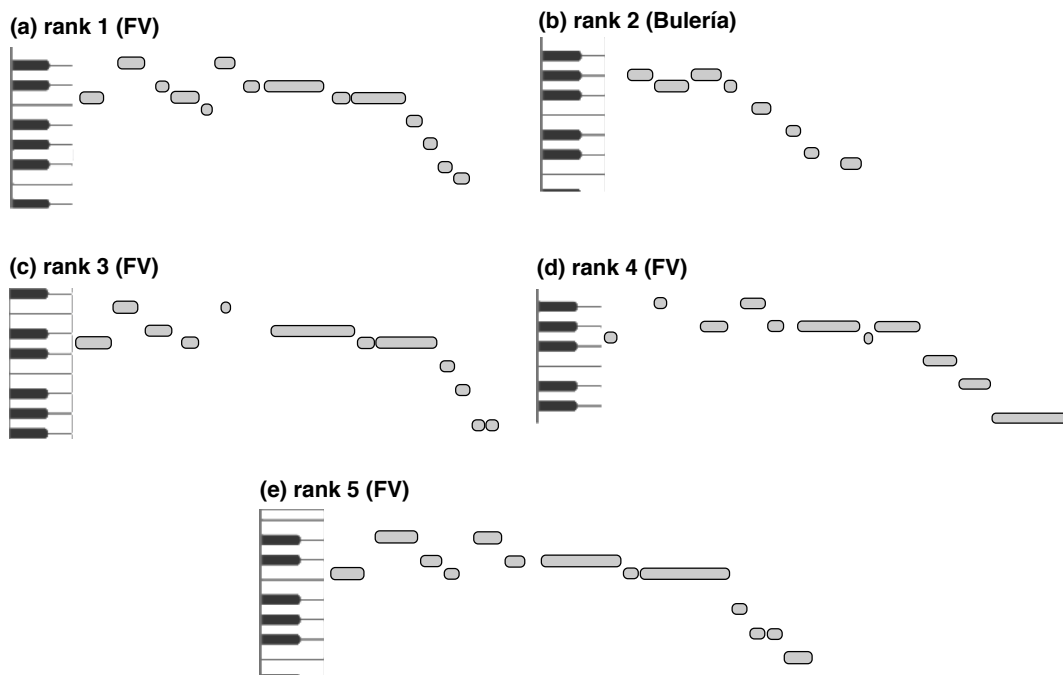 (a) rank 1 (FV)
(b) rank 2 (Bulería)
(c) rank 3 (FV)
(d) rank 4 (FV)
(e) rank 5 (FV)